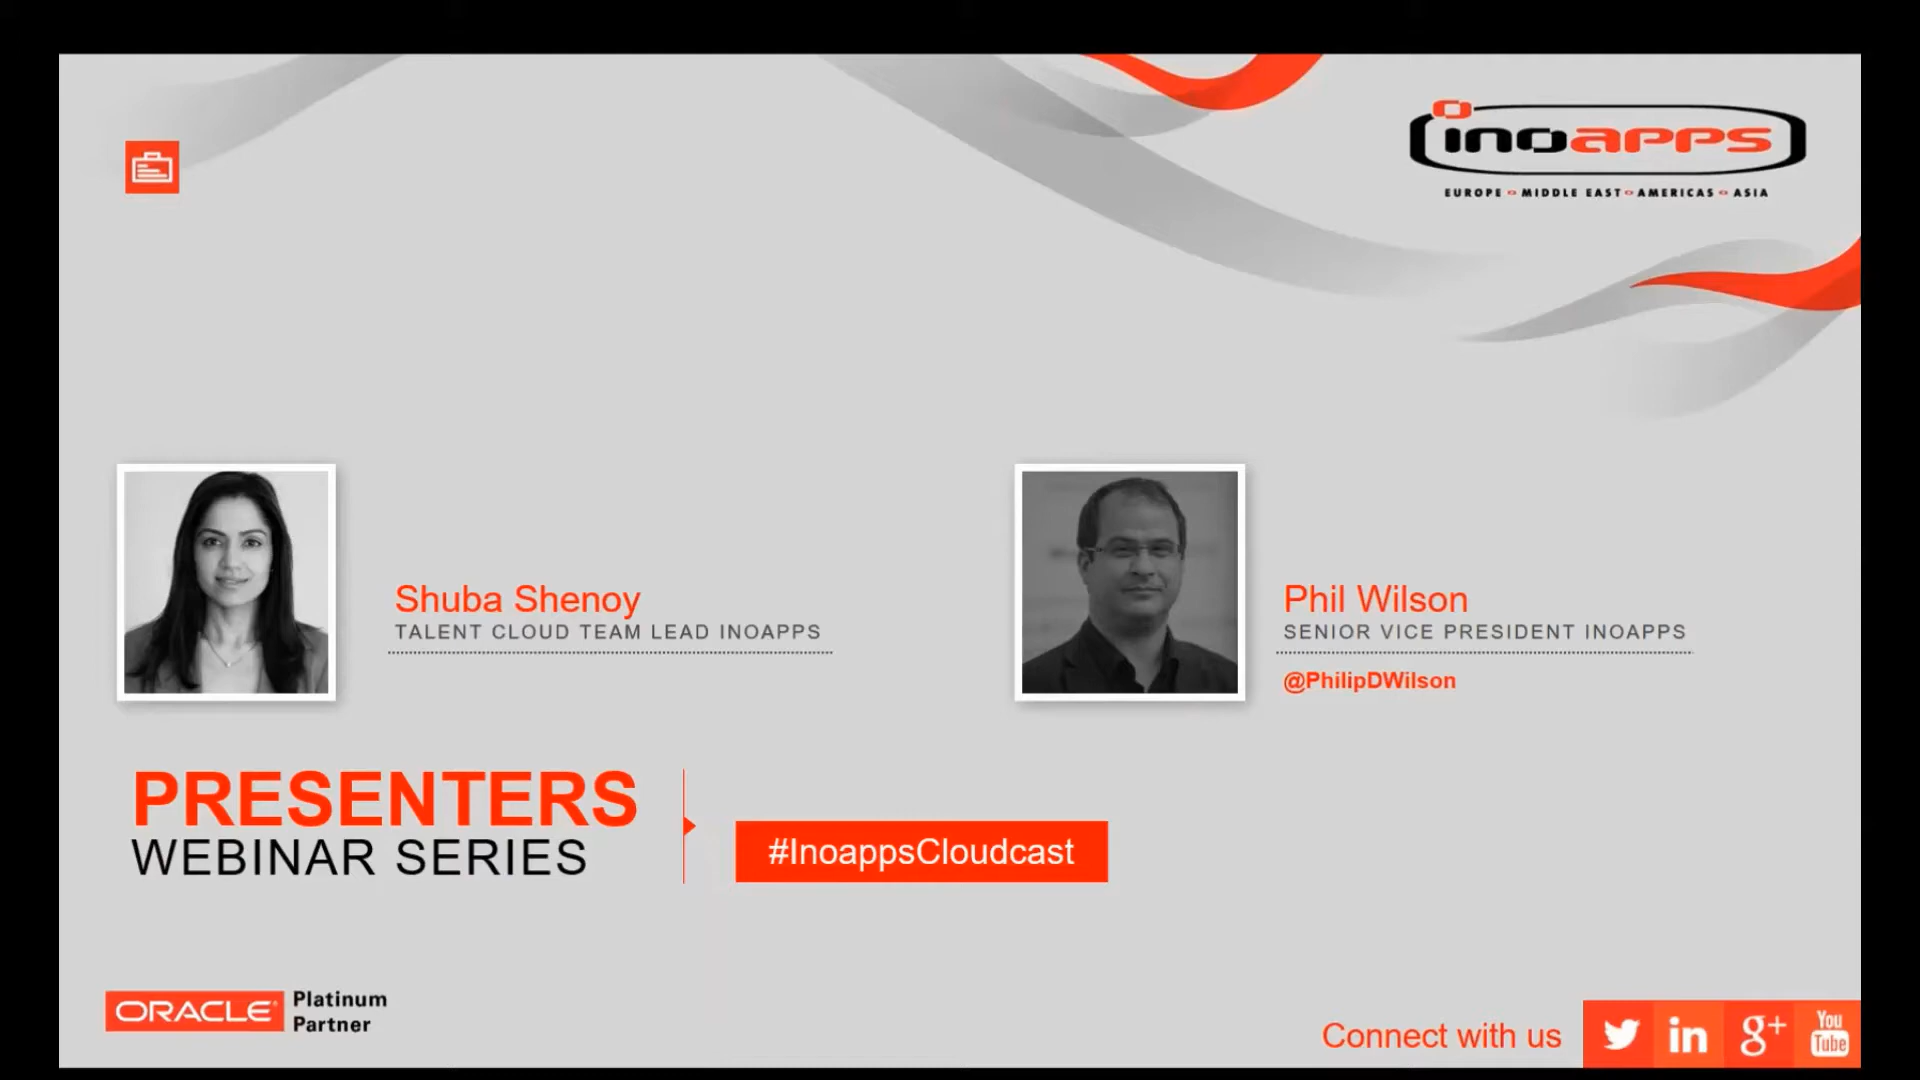 inoapps
EUROPE MIDDLE EAST AMERICAS ASIA
Shuba Shenoy
TALENT CLOUD TEAM LEAD INOAPPS
Phil Wilson
SENIOR VICE PRESIDENT INOAPPS
@PhilipDWilson
PRESENTERS
WEBINAR SERIES
#InoappsCloudcast
ORACLE® Platinum
Partner
Connect with us
in
g+
You
Tube